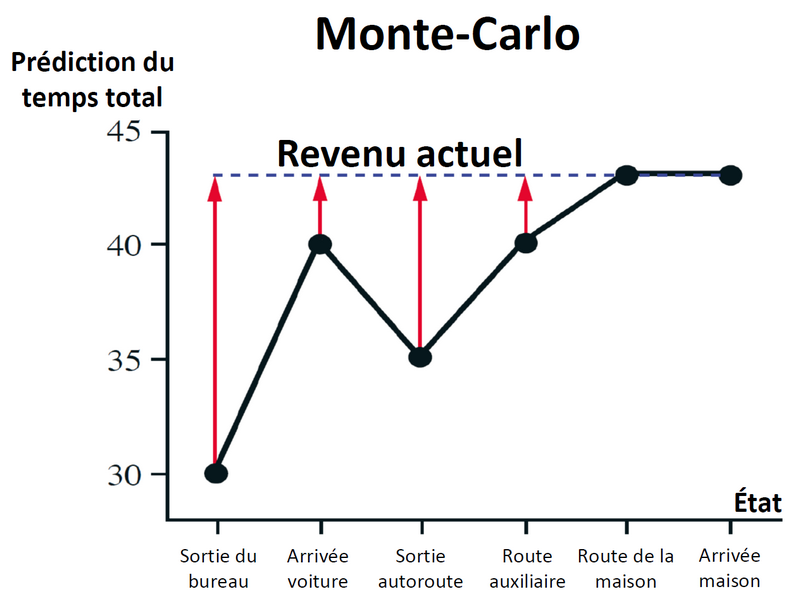 Monte-Carlo
Prédiction du
temps total
45
Revenu actuel
40
35
30
État
Sortie du
bureau
Arrivée
voiture
Sortie
autoroute
Route
auxiliaire
Route de la
maison
Arrivée
maison